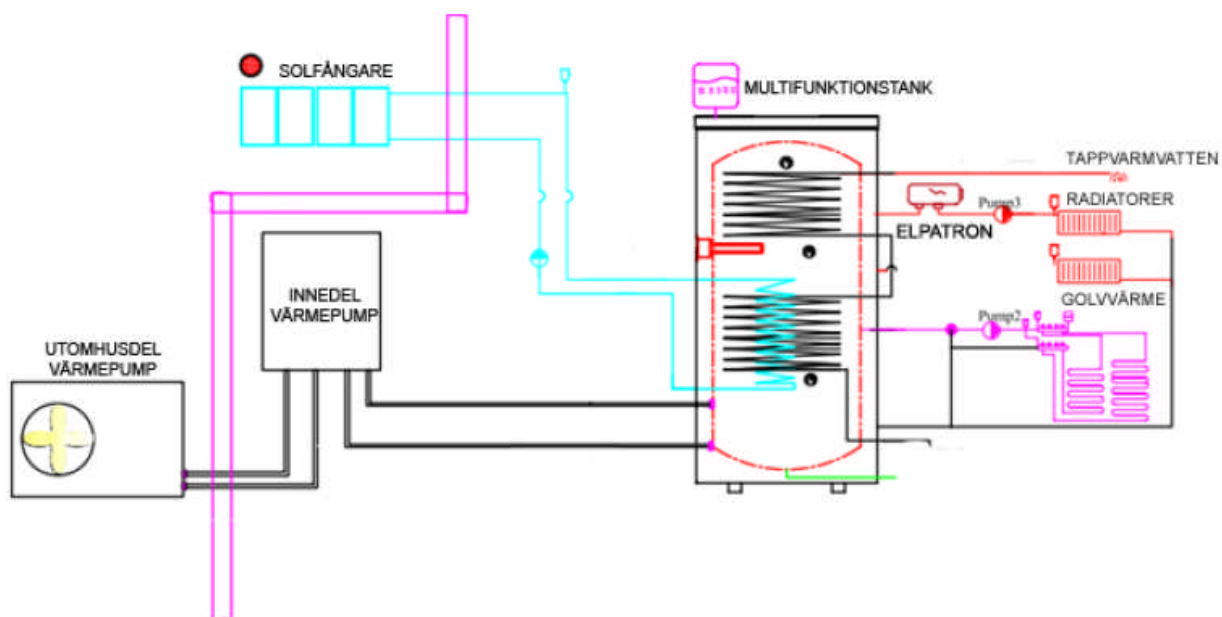 SOLFÅNGARE
MULTIFUNKTIONSTANK
TAPPVARMVATTEN
Pump3
RADIATORER
ELPATRON
INNEDEL
VÄRMEPUMP
GOLVVÄRME
Pump2
UTOMHUSDEL
VÄRMEPUMP